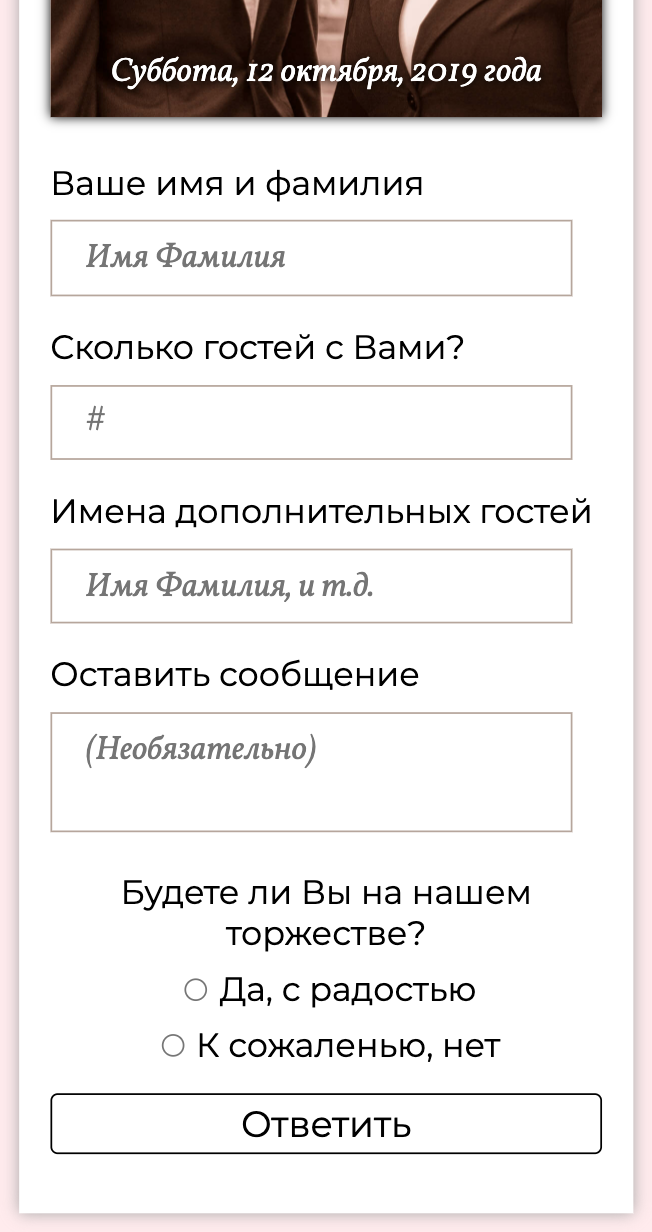 Суббота, 12 октября, 2019 года
Ваше имя и фамилия
Имя Фамилия
Сколько гостей с Вами?
#
Имена дополнительных гостей
Имя Фамилия, и т.д.
Оставить сообщение
(Необязательно)
Будете ли Вы на нашем
торжестве?
Да, с радостью
К сожаленью, нет
Ответить